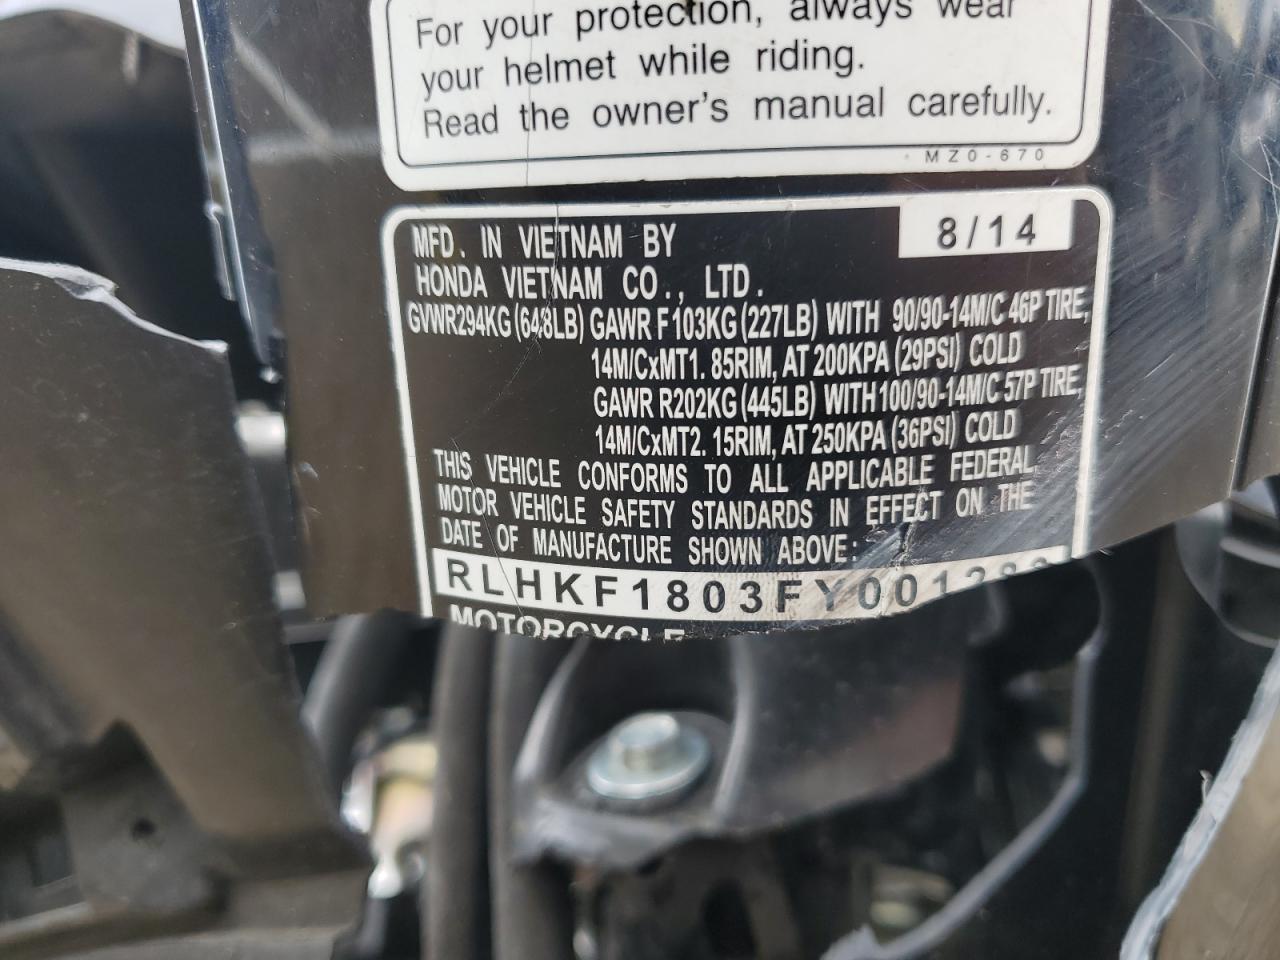 For your protection, always wear
your helmet while riding.
Read the owner's manual carefully.
MZ0-670
8/14
MFD. IN VIETNAM BY
HONDA VIETNAM CO., LTD.
GVWR294KG(648LB) GAWR F103KG(227LB) WITH 90/90-14M/C 46P TIRE,
14M/CxMT1.85RIM, AT 200KPA(29PSI) COLD
GAWR R202KG(445LB) WITH100/90-14M/C 57P TIRE,
14M/CxMT2.15RIM, AT 250KPA(36PSI) COLD
THIS VEHICLE CONFORMS TO ALL APPLICABLE FEDERAL
MOTOR VEHICLE SAFETY STANDARDS IN EFFECT ON THE
DATE OF MANUFACTURE SHOWN ABOVE:
MOTORCYCLE